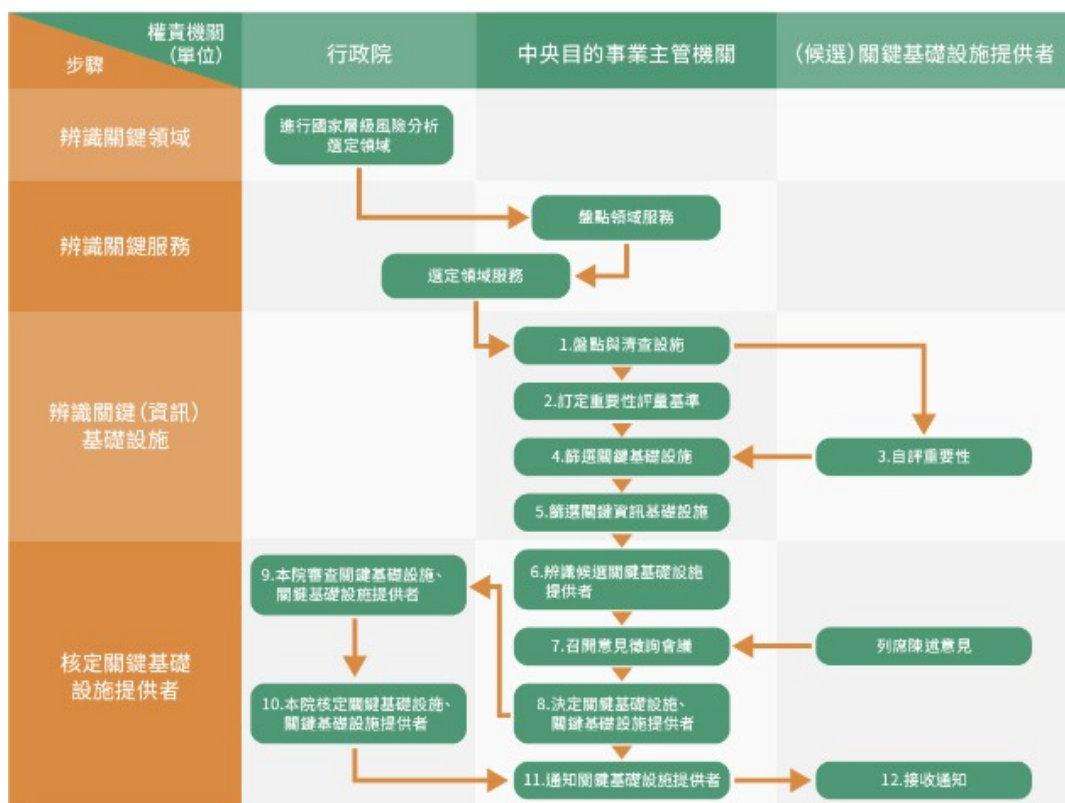 權責機關
(單位)
步驟
行政院
中央目的事業主管機關
(候選)關鍵基礎設施提供者
辨識關鍵領域
進行國家層級風險分析
選定領域
辨識關鍵服務
盤點領域服務
選定領域服務
辨識關鍵(資訊)
基礎設施
1.盤點與清查設施
2.訂定重要性評量基準
4.篩選關鍵基礎設施
3.自評重要性
5.篩選關鍵資訊基礎設施
核定關鍵基礎
設施提供者
9.本院審查關鍵基礎設施、
關鍵基礎設施提供者
6.辨識候選關鍵基礎設施
提供者
7.召開意見徵詢會議
列席陳述意見
10.本院核定關鍵基礎設施、
關鍵基礎設施提供者
8.決定關鍵基礎設施、
關鍵基礎設施提供者
11.通知關鍵基礎設施提供者
12.接收通知